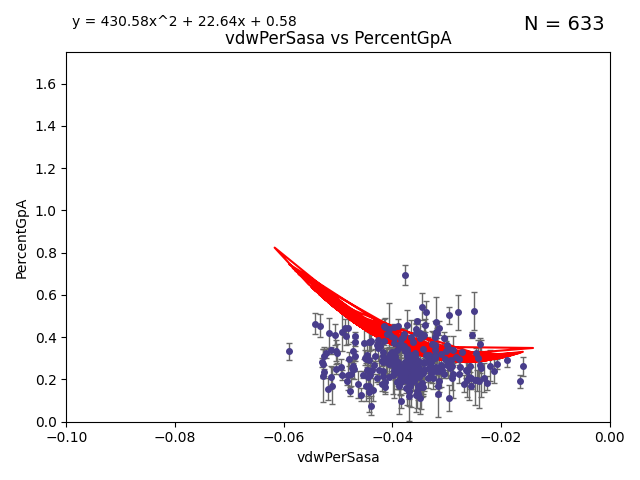 y = 430.58x^2 + 22.64x + 0.58
N = 633
vdwPerSasa vs PercentGpA
1.6
1.4
1.2
1.0
0.8
0.6
0.4
0.2
0.0
PercentGpA
−0.10 −0.08 −0.06 −0.04 −0.02 0.00
vdwPerSasa